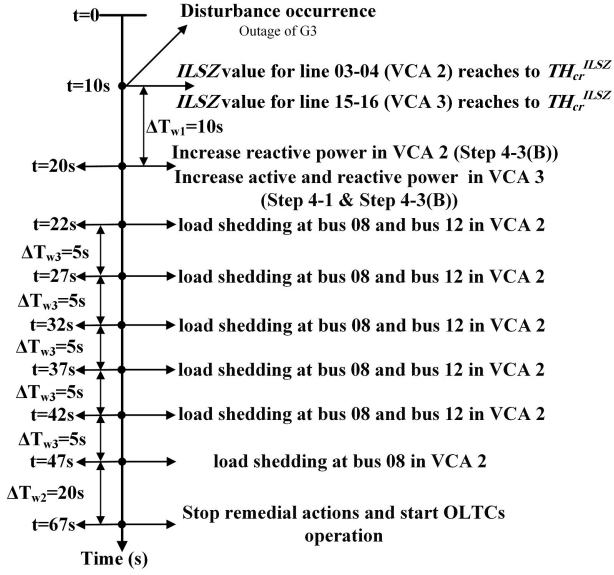 t=0
Disturbance occurrence
Outage of G3
t=10s
ILSZ value for line 03-04 (VCA 2) reaches to TH_cr^ILSZ
ILSZ value for line 15-16 (VCA 3) reaches to TH_cr^ILSZ
ΔT_w1=10s
t=20s
Increase reactive power in VCA 2 (Step 4-3(B))
Increase active and reactive power in VCA 3
(Step 4-1 & Step 4-3(B))
t=22s
load shedding at bus 08 and bus 12 in VCA 2
ΔT_w3=5s
t=27s
load shedding at bus 08 and bus 12 in VCA 2
ΔT_w3=5s
t=32s
load shedding at bus 08 and bus 12 in VCA 2
ΔT_w3=5s
t=37s
load shedding at bus 08 and bus 12 in VCA 2
ΔT_w3=5s
t=42s
load shedding at bus 08 and bus 12 in VCA 2
ΔT_w3=5s
t=47s
load shedding at bus 08 in VCA 2
ΔT_w2=20s
t=67s
Stop remedial actions and start OLTCs
operation
Time (s)